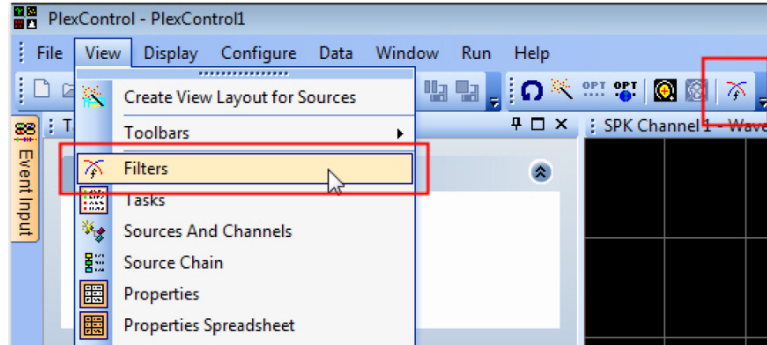 PlexControl - PlexControl1
File View Display Configure Data Window Run Help
Create View Layout for Sources
OPT OPT
Toolbars
SPK Channel 1 - Wave
Filters
Event Input
Tasks
Sources And Channels
Source Chain
Properties
Properties Spreadsheet